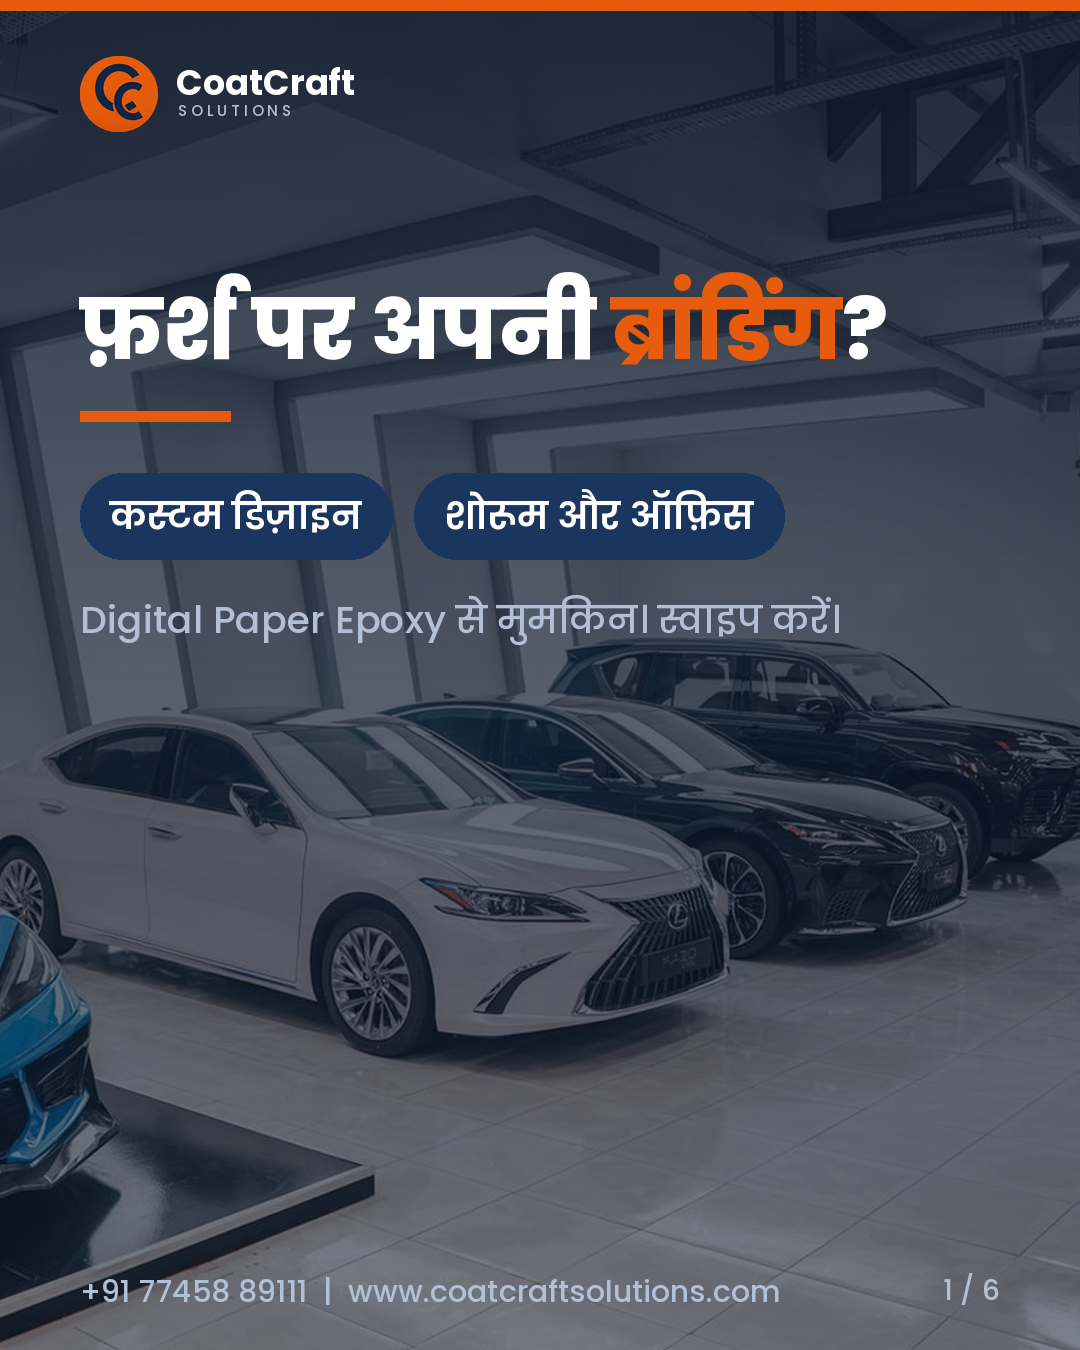 CoatCraft
SOLUTIONS
फ़र्श पर अपनी ब्रांडिंग?
कस्टम डिज़ाइन
शोरूम और ऑफ़िस
Digital Paper Epoxy से मुमकिन। स्वाइप करें।
+91 77458 89111 | www.coatcraftsolutions.com
1 / 6